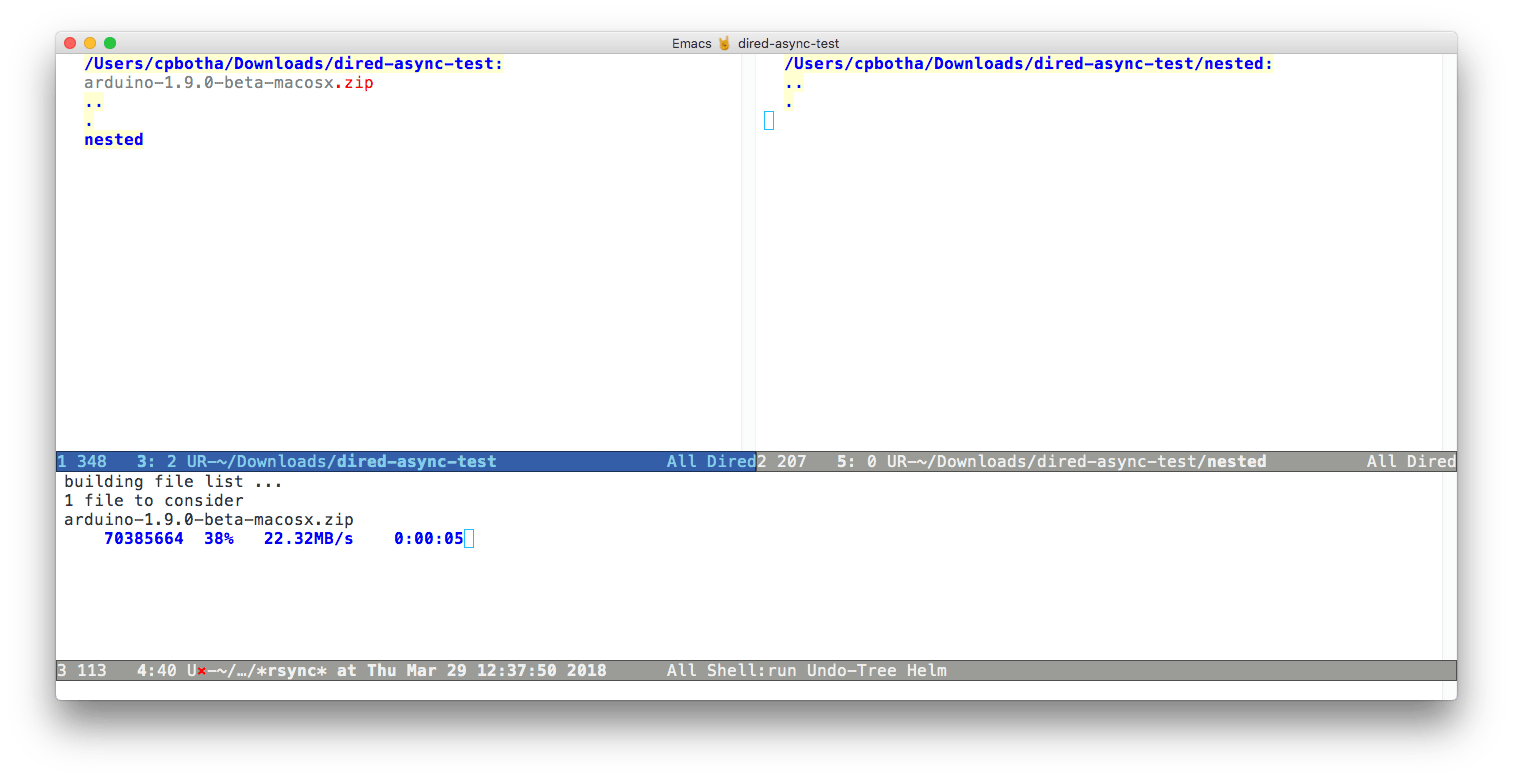 Emacs 🤘 dired-async-test
/Users/cpbotha/Downloads/dired-async-test:
arduino-1.9.0-beta-macosx.zip
..
.
nested
/Users/cpbotha/Downloads/dired-async-test/nested:
..
.
1 348   3: 2 UR-~/Downloads/dired-async-test   All Dired
2 207   5: 0 UR-~/Downloads/dired-async-test/nested   All Dired
building file list ...
1 file to consider
arduino-1.9.0-beta-macosx.zip
70385664  38%   22.32MB/s    0:00:05
3 113   4:40 U×-~/…/*rsync* at Thu Mar 29 12:37:50 2018   All Shell:run Undo-Tree Helm